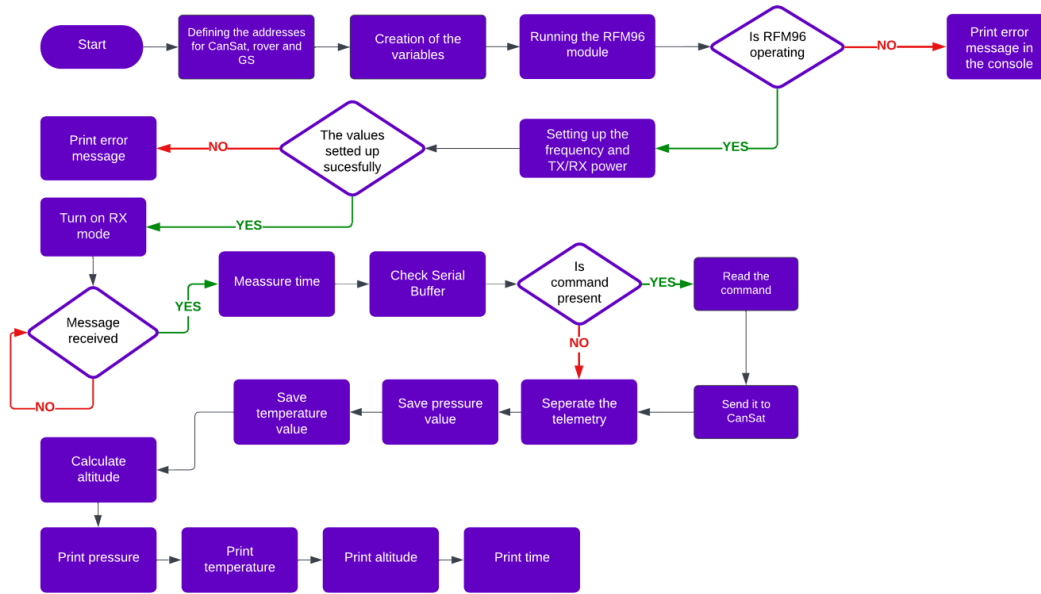 Start
Defining the addresses
for CanSat, rover and
GS
Creation of the
variables
Running the RFM96
module
Is RFM96
operating
NO
Print error
message in
the console
YES
Setting up the
frequency and
TX/RX power
The values
setted up
sucesfully
NO
Print error
message
YES
Turn on RX
mode
Message
received
NO
YES
Meassure time
Check Serial
Buffer
Is
command
present
YES
Read the
command
NO
Send it to
CanSat
Seperate the
telemetry
Save pressure
value
Save
temperature
value
Calculate
altitude
Print pressure
Print
temperature
Print altitude
Print time